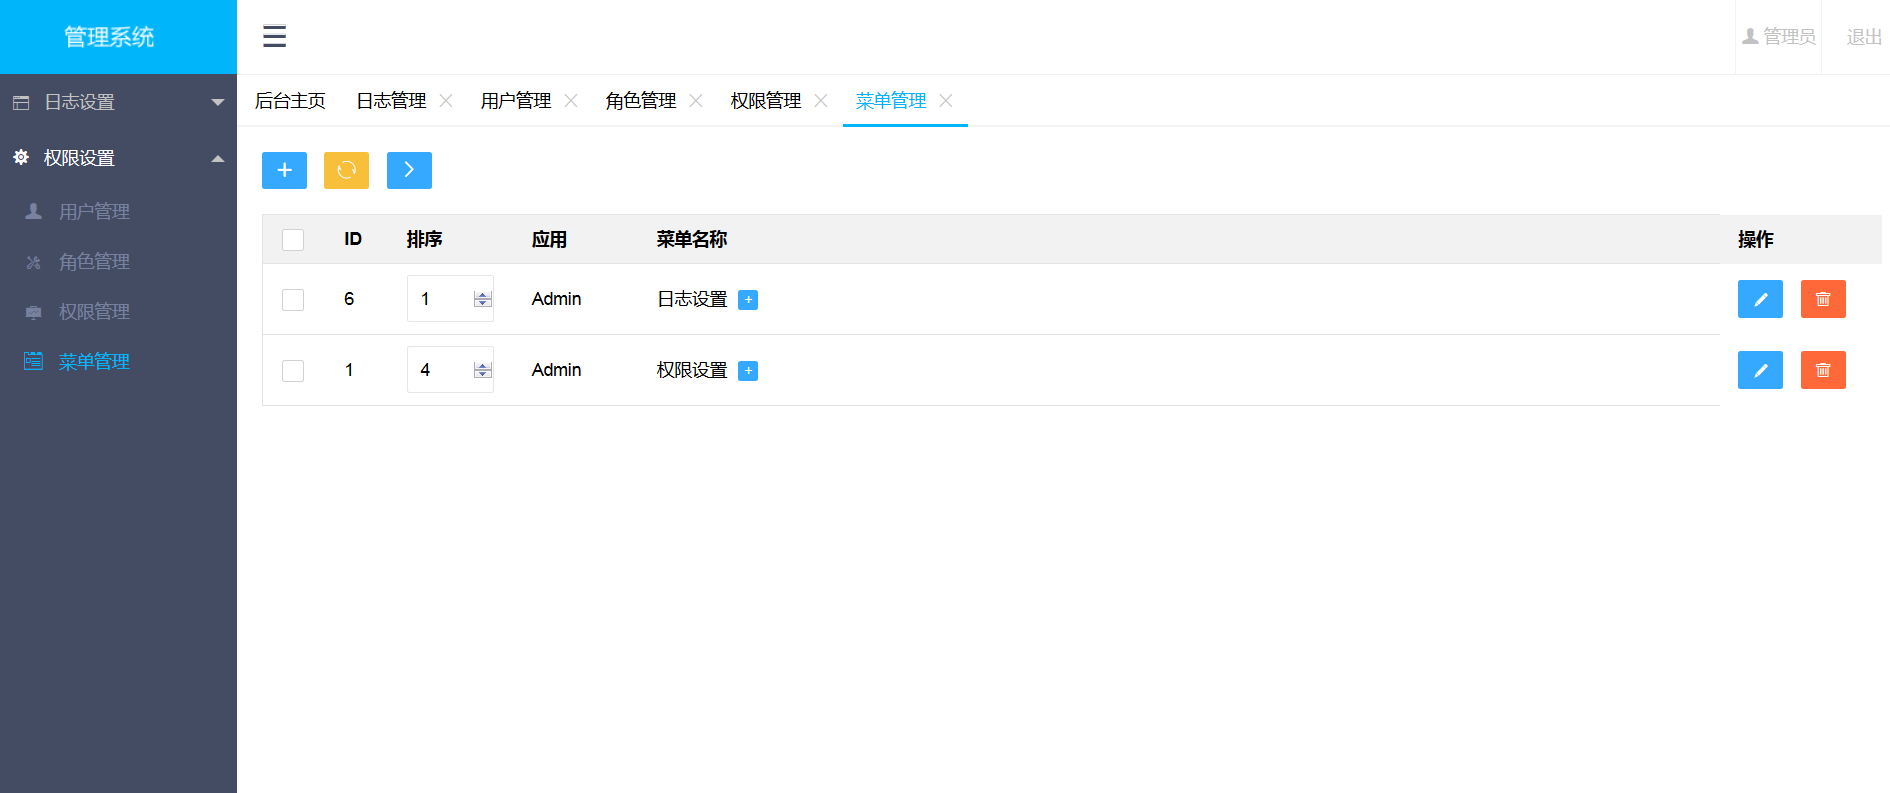 管理系统
管理员 退出
日志设置
权限设置
用户管理
角色管理
权限管理
菜单管理
后台主页 日志管理 用户管理 角色管理 权限管理 菜单管理
ID 排序 应用 菜单名称 操作
6 1 Admin 日志设置
1 4 Admin 权限设置